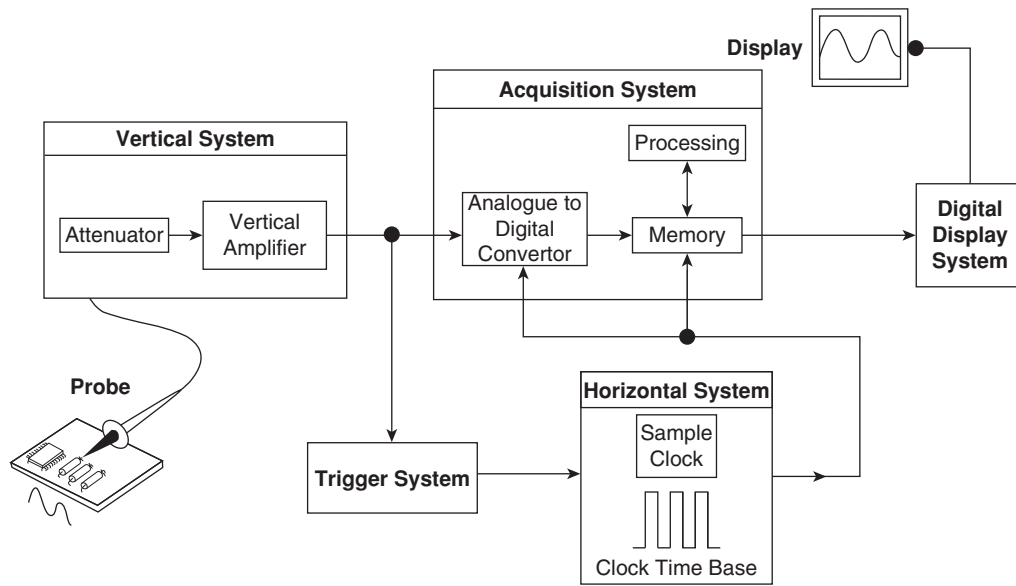 Display
Acquisition System
Vertical System
Processing
Attenuator
Vertical
Amplifier
Analogue to
Digital
Convertor
Memory
Digital
Display
System
Probe
Horizontal System
Sample
Clock
Trigger System
Clock Time Base